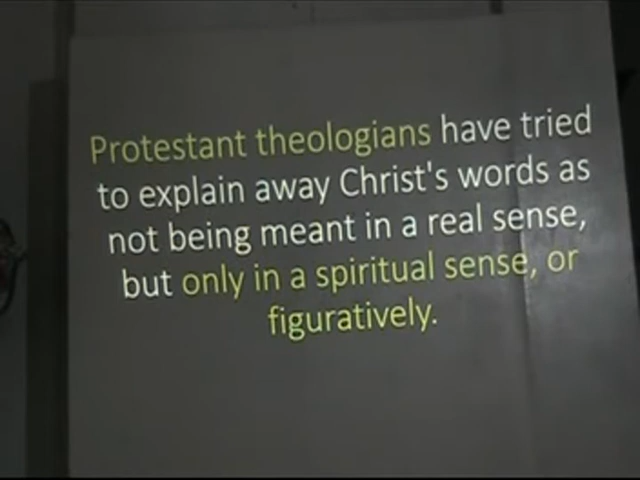 Protestant theologians have tried
to explain away Christ's words as
not being meant in a real sense,
but only in a spiritual sense, or
figuratively.